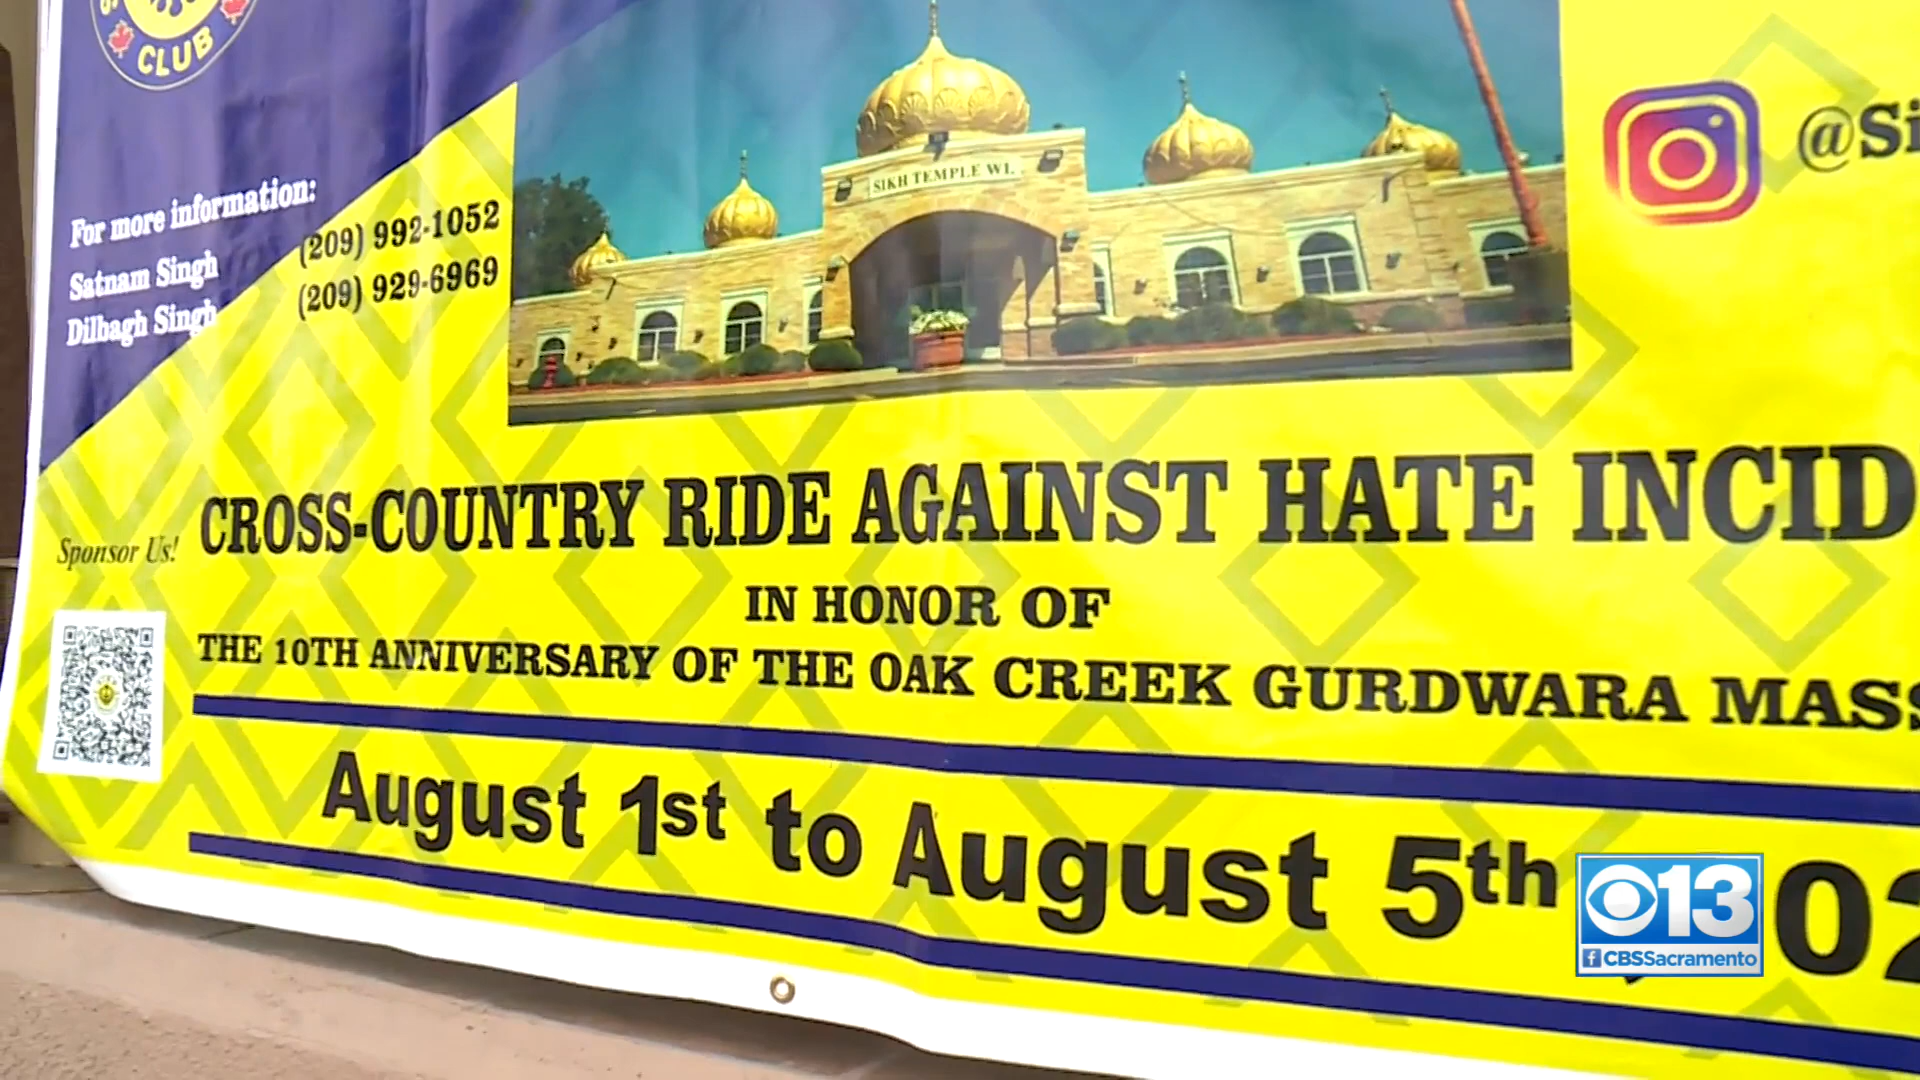 CLUB
For more information:
Satnam Singh (209) 992-1052
Dilbagh Singh (209) 929-6969
SIKH TEMPLE WI.
@Si
CROSS-COUNTRY RIDE AGAINST HATE INCID
Sponsor Us!
IN HONOR OF
THE 10TH ANNIVERSARY OF THE OAK CREEK GURDWARA MASS
August 1st to August 5th, 02
13
CBSSacramento